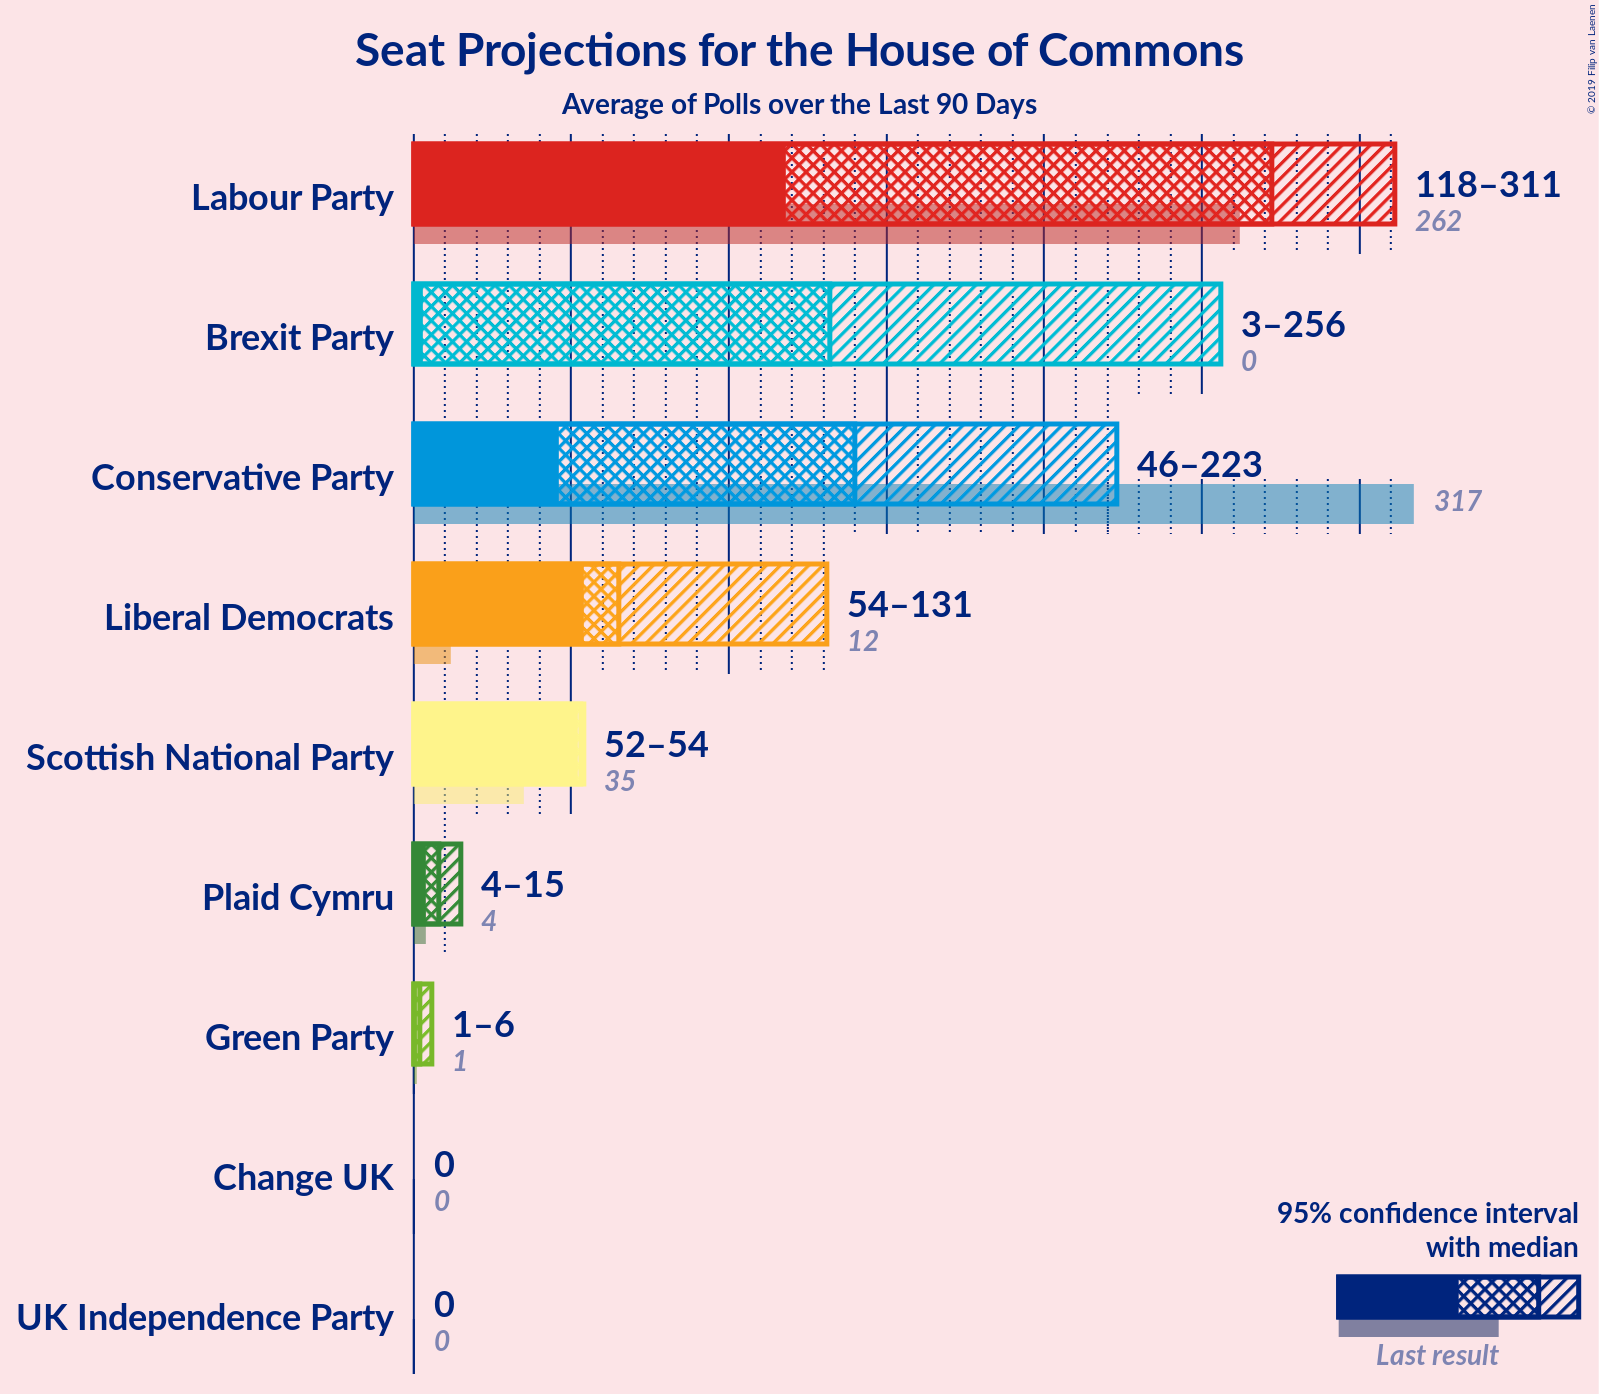 © 2019 Filip van Laenen
Seat Projections for the House of Commons
Average of Polls over the Last 90 Days
Labour Party
118–311
262
Brexit Party
3–256
0
Conservative Party
46–223
317
Liberal Democrats
54–131
12
Scottish National Party
52–54
35
Plaid Cymru
4–15
4
Green Party
1–6
1
Change UK
0
0
UK Independence Party
0
0
95% confidence interval
with median
Last result